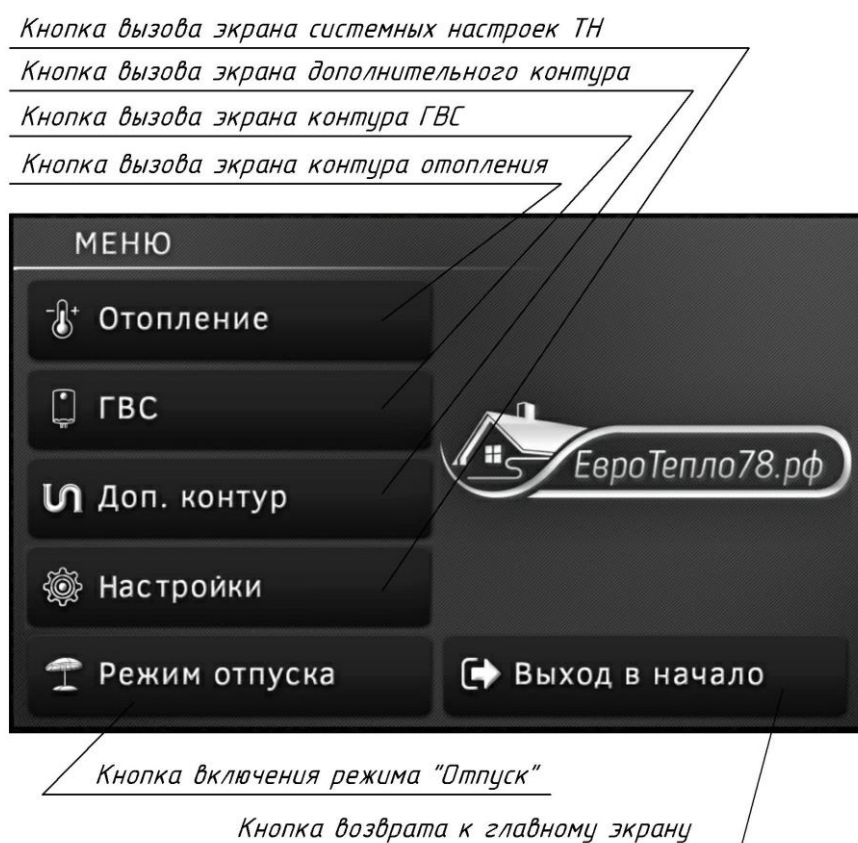 Кнопка вызова экрана системных настроек ТН
Кнопка вызова экрана дополнительного контура
Кнопка вызова экрана контура ГВС
Кнопка вызова экрана контура отопления
МЕНЮ
Отопление
ГВС
ЕвроТепло78.рф
Доп. контур
Настройки
Режим отпуска
Выход в начало
Кнопка включения режима "Отпуск"
Кнопка возврата к главному экрану